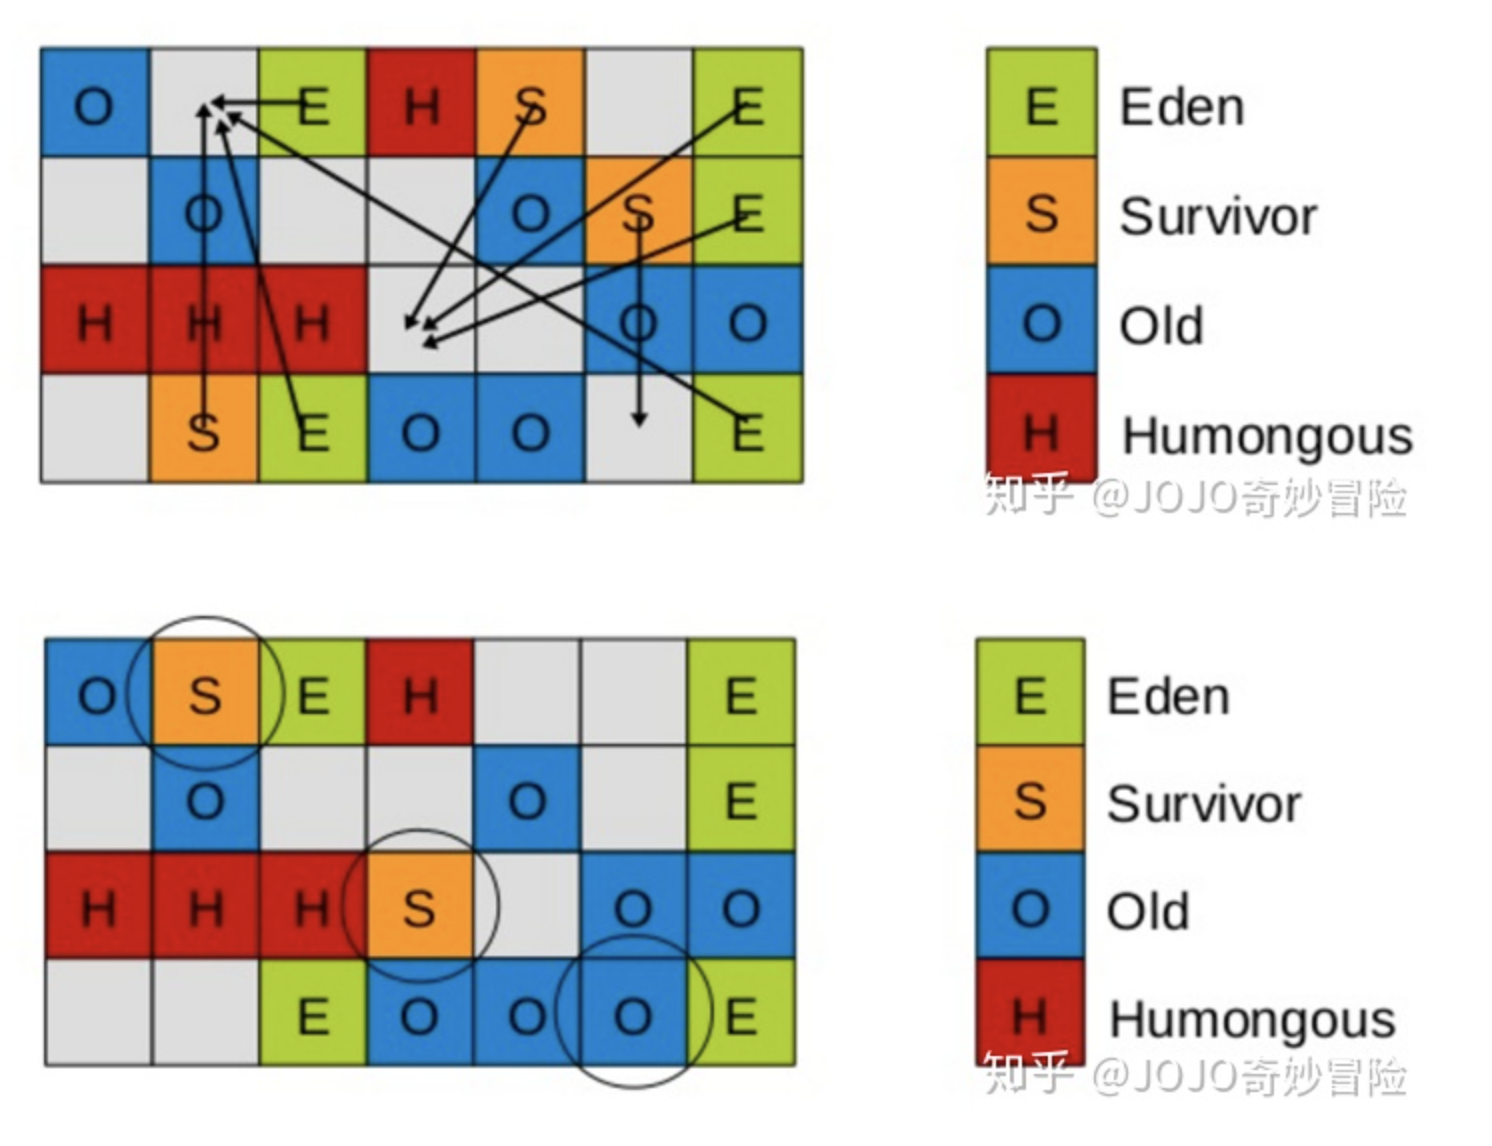 O E H S E E Eden
O O S E S Survivor
H H H O O O Old
S E O O E H Humongous
知乎 @JOJO奇妙冒险
O S E H E E Eden
O O E S Survivor
H H H S O O O Old
E O O O E H Humongous
知乎 @JOJO奇妙冒险